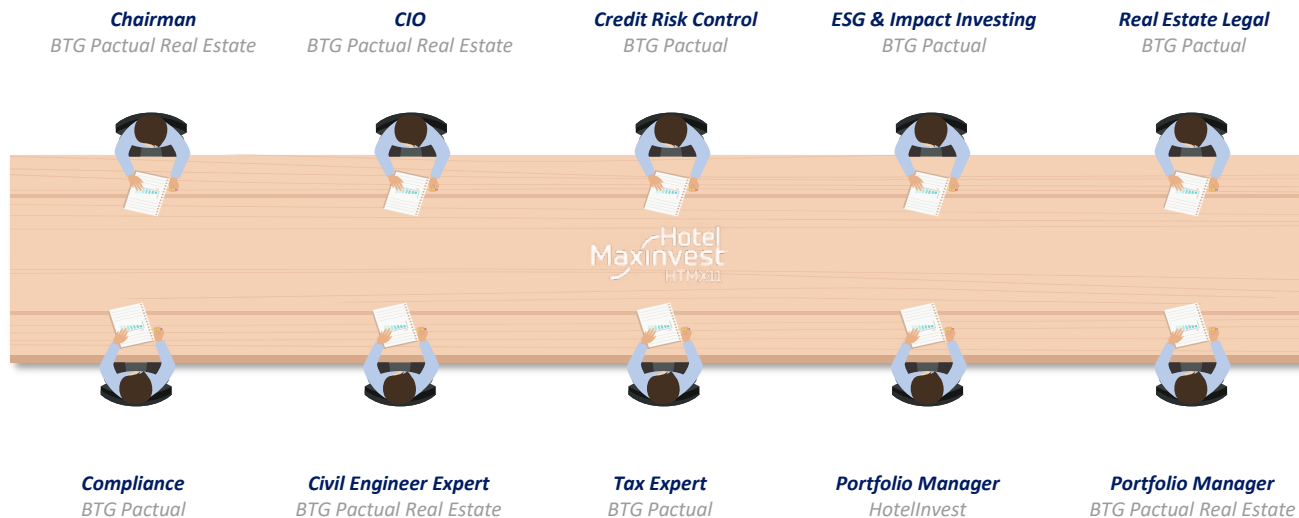 Chairman
BTG Pactual Real Estate
CIO
BTG Pactual Real Estate
Credit Risk Control
BTG Pactual
ESG & Impact Investing
BTG Pactual
Real Estate Legal
BTG Pactual
Hotel
Maxinvest
HTMX11
Compliance
BTG Pactual
Civil Engineer Expert
BTG Pactual Real Estate
Tax Expert
BTG Pactual
Portfolio Manager
HotelInvest
Portfolio Manager
BTG Pactual Real Estate